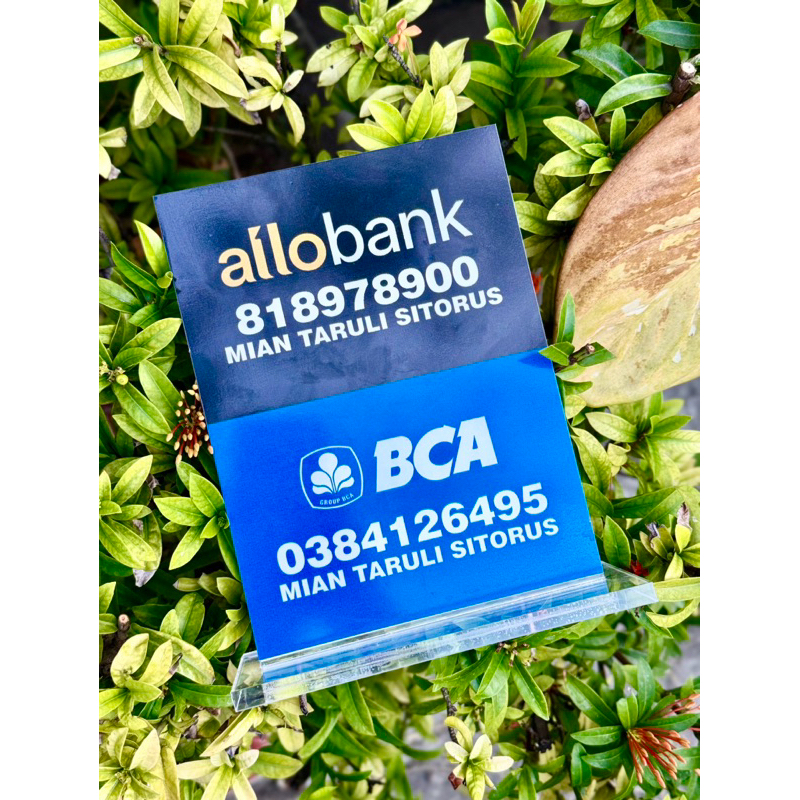 allobank
818978900
MIAN TARULI SITORUS
BCA
GROUP BCA
0384126495
MIAN TARULI SITORUS